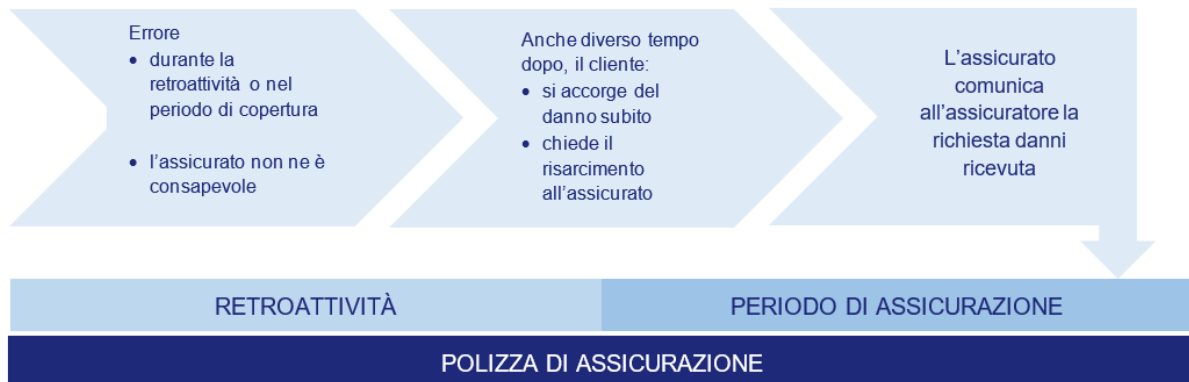 Errore
• durante la
retroattività o nel
periodo di copertura
• l'assicurato non ne è
consapevole
Anche diverso tempo
dopo, il cliente:
• si accorge del
danno subito
• chiede il
risarcimento
all'assicurato
L'assicurato
comunica
all'assicuratore la
richiesta danni
ricevuta
RETROATTIVITÀ
PERIODO DI ASSICURAZIONE
POLIZZA DI ASSICURAZIONE